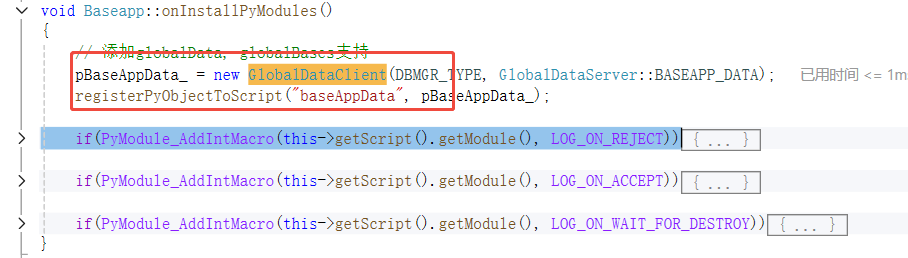 void Baseapp::onInstallPyModules()
{
// 添加globalData, globalBases支持
pBaseAppData_ = new GlobalDataClient(DBMGR_TYPE, GlobalDataServer::BASEAPP_DATA); 已用时间 <= 1m
registerPyObjectToScript("baseAppData", pBaseAppData_);
if(PyModule_AddIntMacro(this->getScript().getModule(), LOG_ON_REJECT)) { ... }
if(PyModule_AddIntMacro(this->getScript().getModule(), LOG_ON_ACCEPT)) { ... }
if(PyModule_AddIntMacro(this->getScript().getModule(), LOG_ON_WAIT_FOR_DESTROY)) { ... }
}